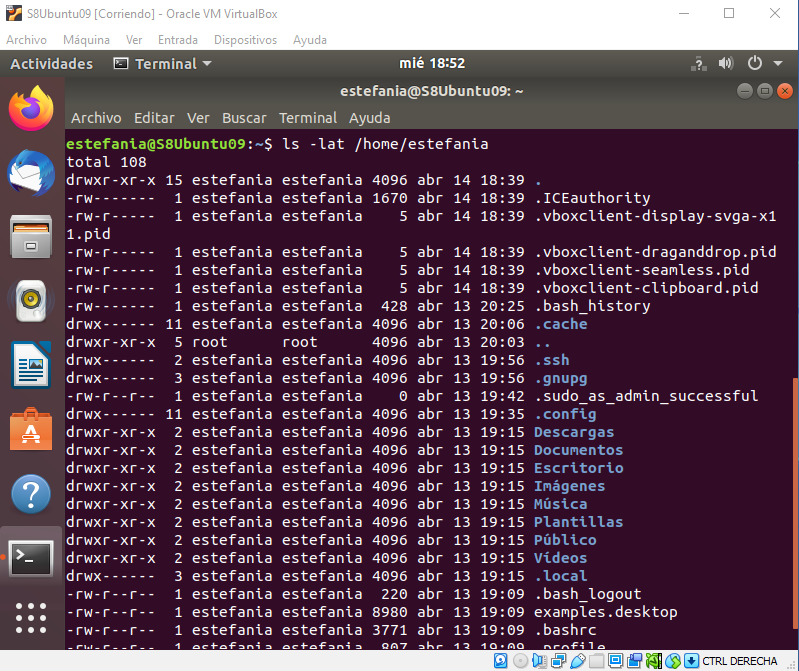 S8Ubuntu09 [Corriendo] - Oracle VM VirtualBox
Archivo Máquina Ver Entrada Dispositivos Ayuda
Actividades Terminal mié 18:52
estefania@S8Ubuntu09: ~
Archivo Editar Ver Buscar Terminal Ayuda
estefania@S8Ubuntu09:~$ ls -lat /home/estefania
total 108
drwxr-xr-x 15 estefania estefania 4096 abr 14 18:39 .
-rw------- 1 estefania estefania 1670 abr 14 18:39 .ICEauthority
-rw-r----- 1 estefania estefania 5 abr 14 18:39 .vboxclient-display-svga-x1
1.pid
-rw-r----- 1 estefania estefania 5 abr 14 18:39 .vboxclient-draganddrop.pid
-rw-r----- 1 estefania estefania 5 abr 14 18:39 .vboxclient-seamless.pid
-rw-r----- 1 estefania estefania 5 abr 14 18:39 .vboxclient-clipboard.pid
-rw------- 1 estefania estefania 428 abr 13 20:25 .bash_history
drwx------ 11 estefania estefania 4096 abr 13 20:06 .cache
drwxr-xr-x 5 root root 4096 abr 13 20:03 ..
drwx------ 2 estefania estefania 4096 abr 13 19:56 .ssh
drwx------ 3 estefania estefania 4096 abr 13 19:56 .gnupg
-rw-r--r-- 1 estefania estefania 0 abr 13 19:42 .sudo_as_admin_successful
drwx------ 11 estefania estefania 4096 abr 13 19:35 .config
drwxr-xr-x 2 estefania estefania 4096 abr 13 19:15 Descargas
drwxr-xr-x 2 estefania estefania 4096 abr 13 19:15 Documentos
drwxr-xr-x 2 estefania estefania 4096 abr 13 19:15 Escritorio
drwxr-xr-x 2 estefania estefania 4096 abr 13 19:15 Imágenes
drwxr-xr-x 2 estefania estefania 4096 abr 13 19:15 Música
drwxr-xr-x 2 estefania estefania 4096 abr 13 19:15 Plantillas
drwxr-xr-x 2 estefania estefania 4096 abr 13 19:15 Público
drwxr-xr-x 2 estefania estefania 4096 abr 13 19:15 Vídeos
drwx------ 3 estefania estefania 4096 abr 13 19:15 .local
-rw-r--r-- 1 estefania estefania 220 abr 13 19:09 .bash_logout
-rw-r--r-- 1 estefania estefania 8980 abr 13 19:09 examples.desktop
-rw-r--r-- 1 estefania estefania 3771 abr 13 19:09 .bashrc
-rw-r--r-- 1 estefania estefania 807 abr 13 19:09 .profile
CTRL DERECHA